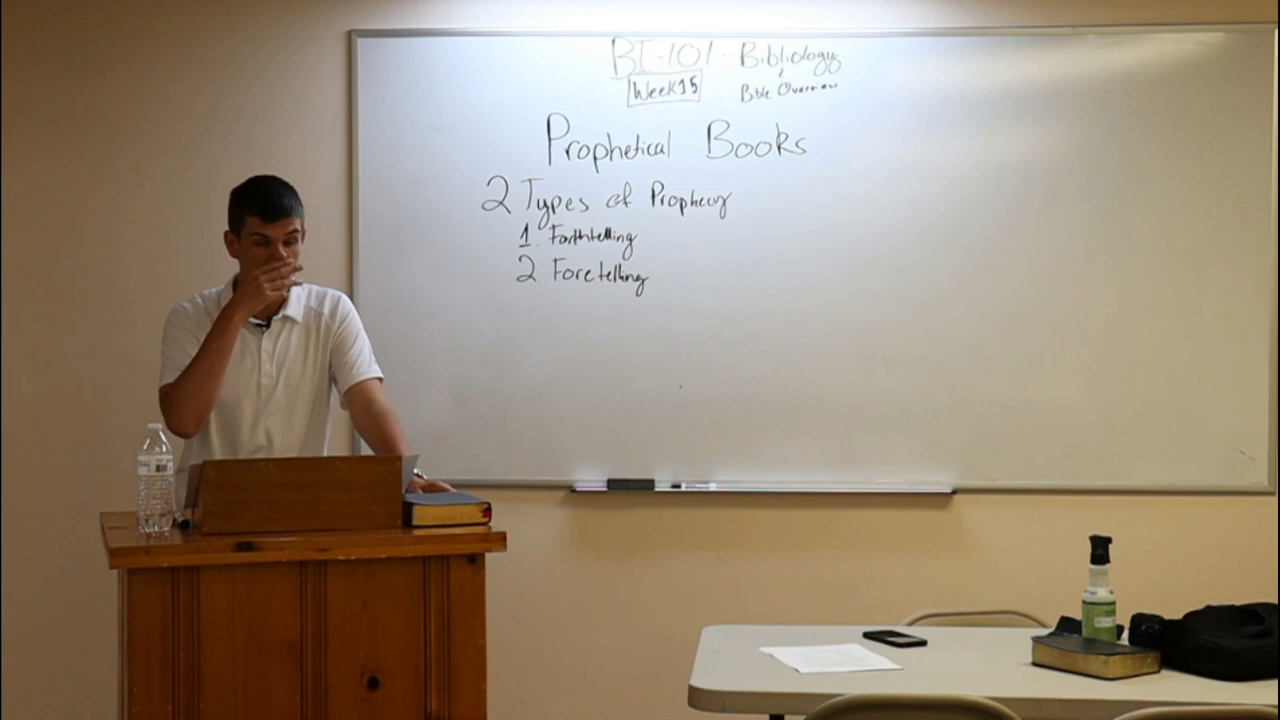 BI-101 - Bibliology
&
Week 15 Bible Overview
Prophetical Books
2 Types of Prophecy
1. Forthtelling
2. Foretelling